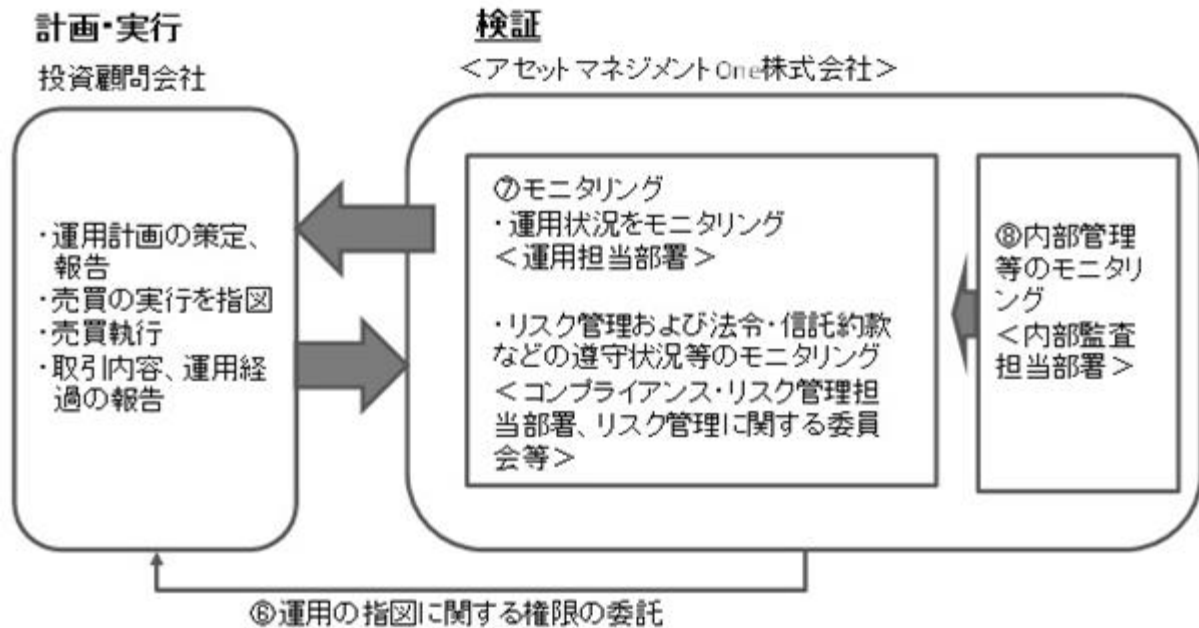 計画・実行
投資顧問会社
・運用計画の策定、
報告
・売買の実行を指図
・売買執行
・取引内容、運用経
過の報告
検証
＜アセットマネジメントOne株式会社＞
⑦モニタリング
・運用状況をモニタリング
＜運用担当部署＞
・リスク管理および法令・信託約款
などの遵守状況等のモニタリング
＜コンプライアンス・リスク管理担
当部署、リスク管理に関する委員
会等＞
⑧内部管理
等のモニタリ
ング
＜内部監査
担当部署＞
⑥運用の指図に関する権限の委託